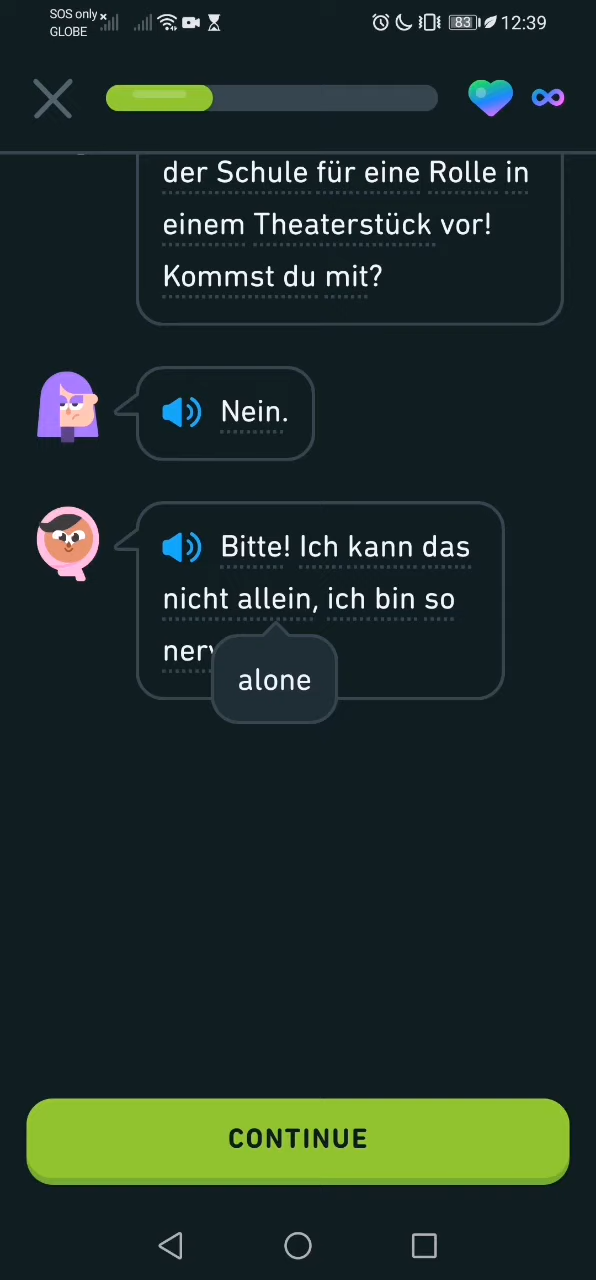 SOS only
GLOBE
83
12:39
der Schule für eine Rolle in
einem Theaterstück vor!
Kommst du mit?
Nein.
Bitte! Ich kann das
nicht allein, ich bin so
alone
CONTINUE